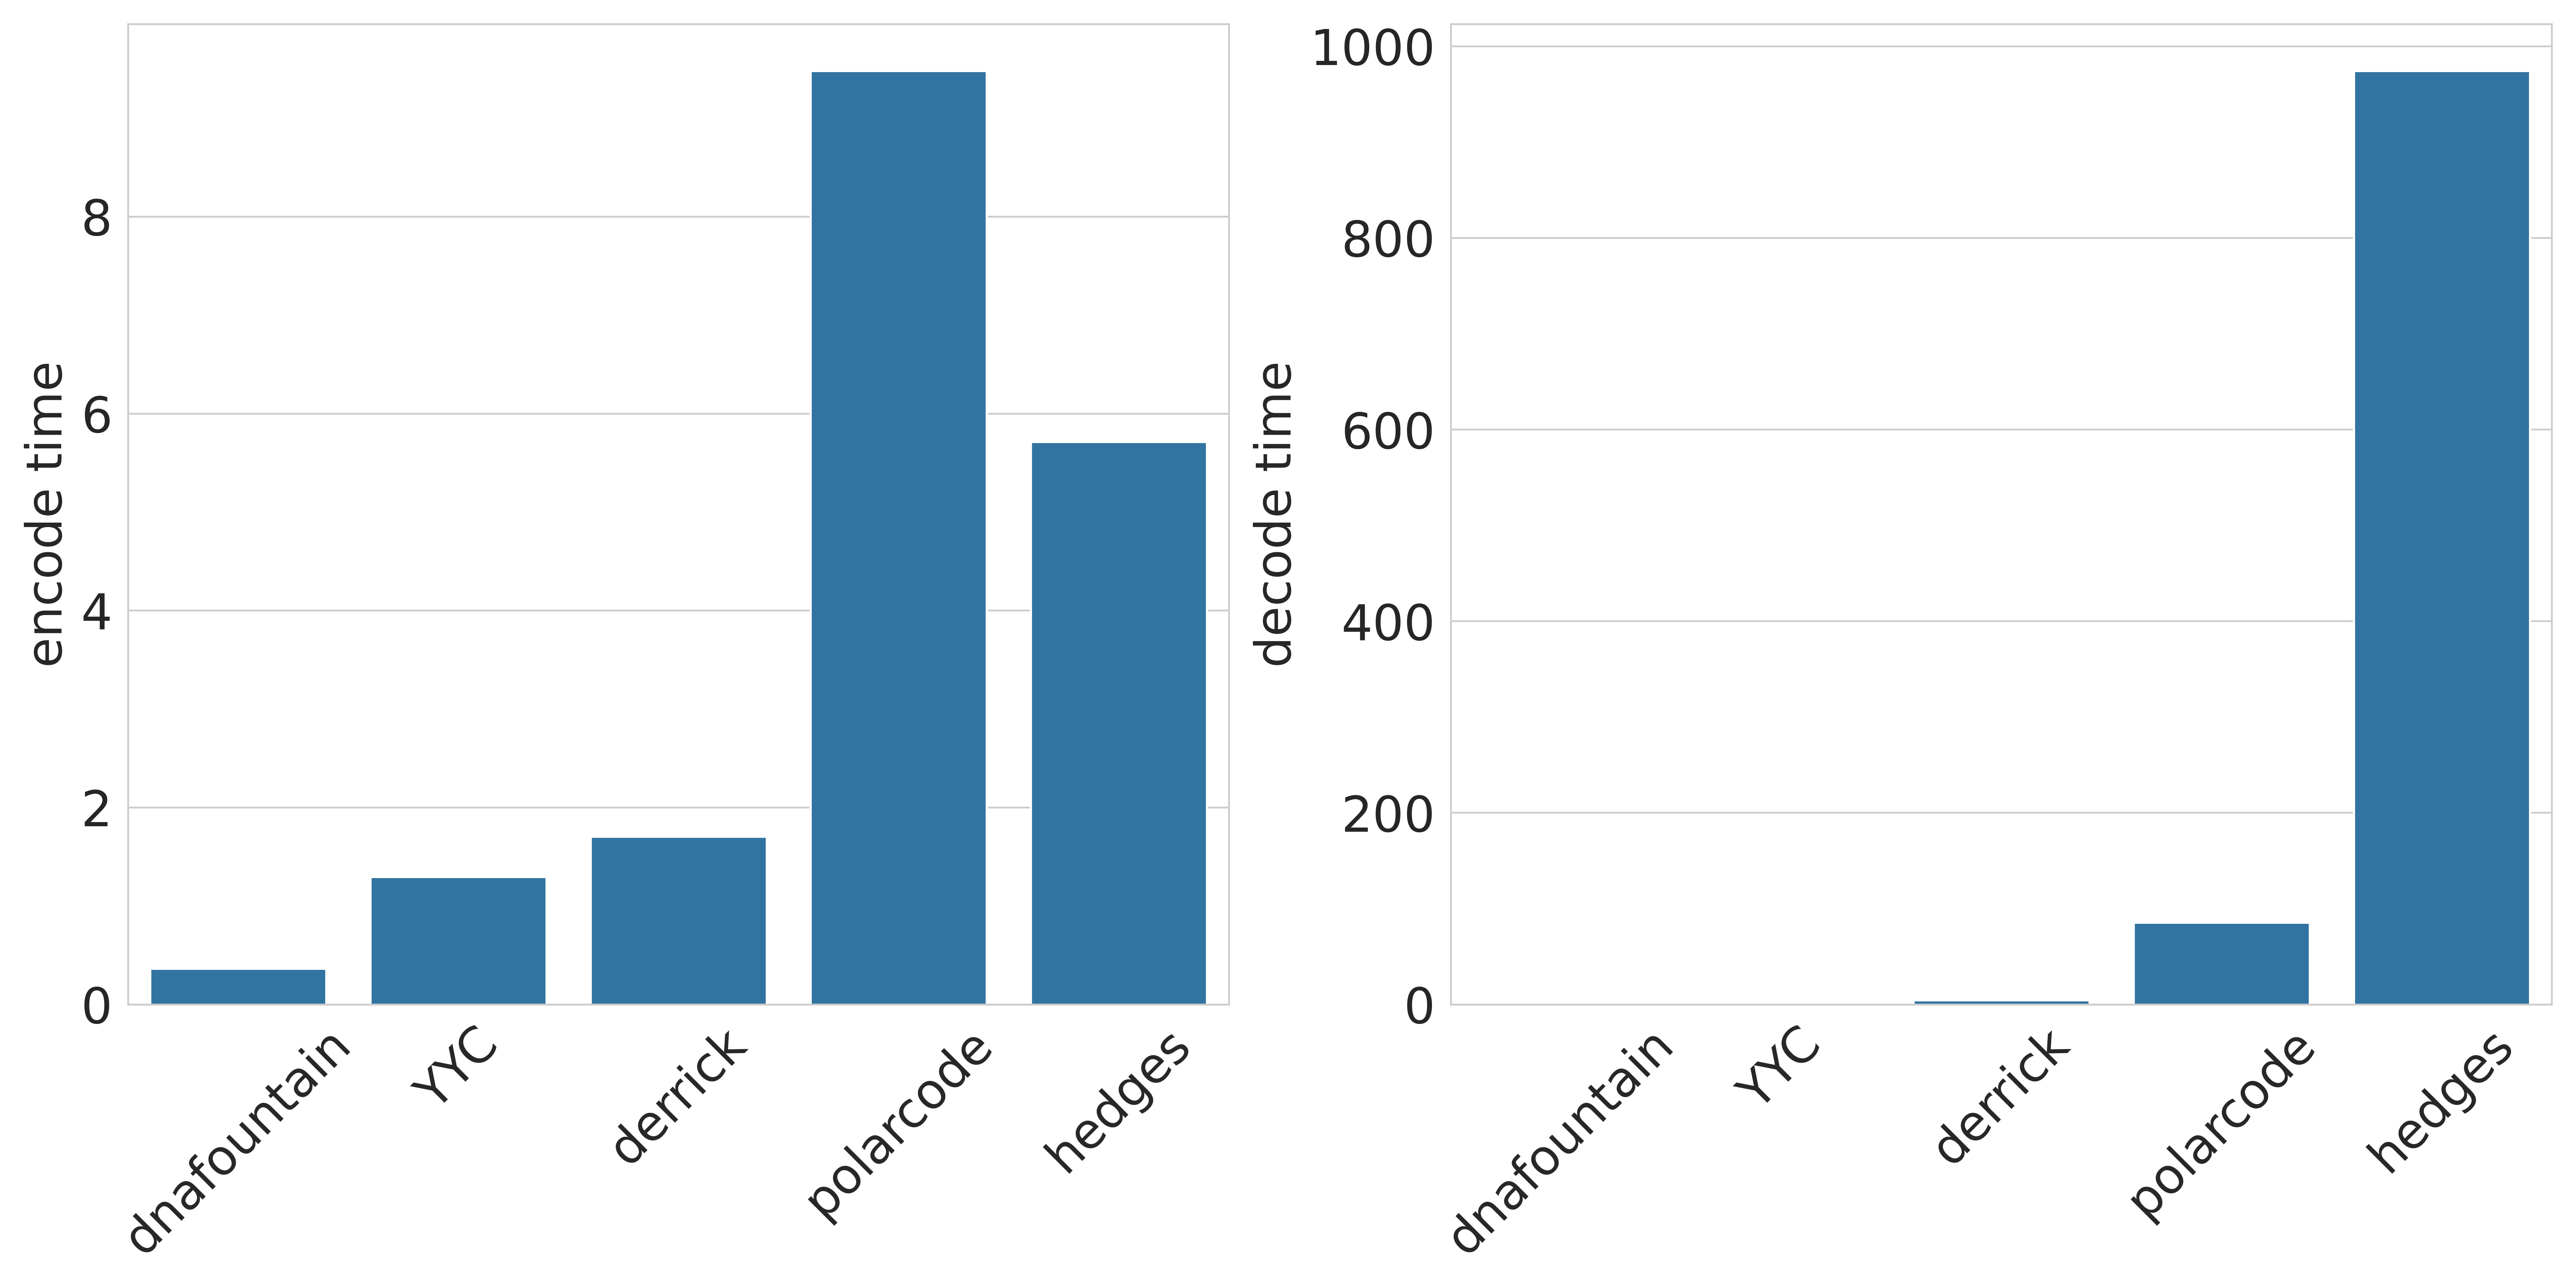 encode time
8
6
4
2
0
dnafountain
YYC
derrick
polarcode
hedges
decode time
1000
800
600
400
200
0
dnafountain
YYC
derrick
polarcode
hedges